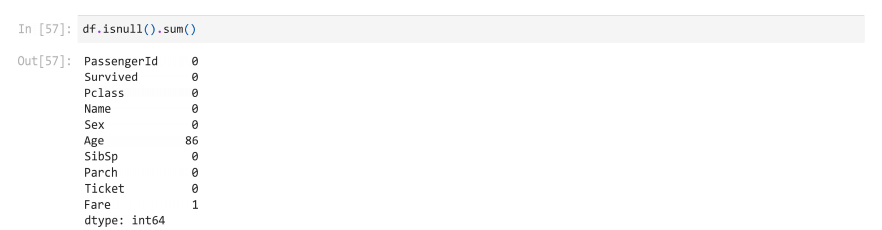 In [57]: df.isnull().sum()
Out[57]: PassengerId 0
Survived 0
Pclass 0
Name 0
Sex 0
Age 86
SibSp 0
Parch 0
Ticket 0
Fare 1
dtype: int64